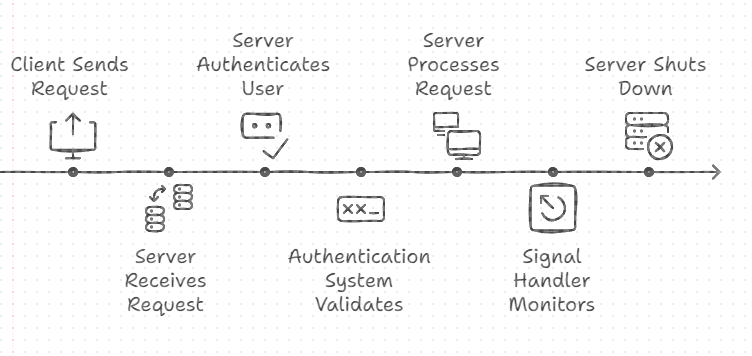 Client Sends
Request
Server
Receives
Request
Server
Authenticates
User
Authentication
System
Validates
Server
Processes
Request
Signal
Handler
Monitors
Server Shuts
Down